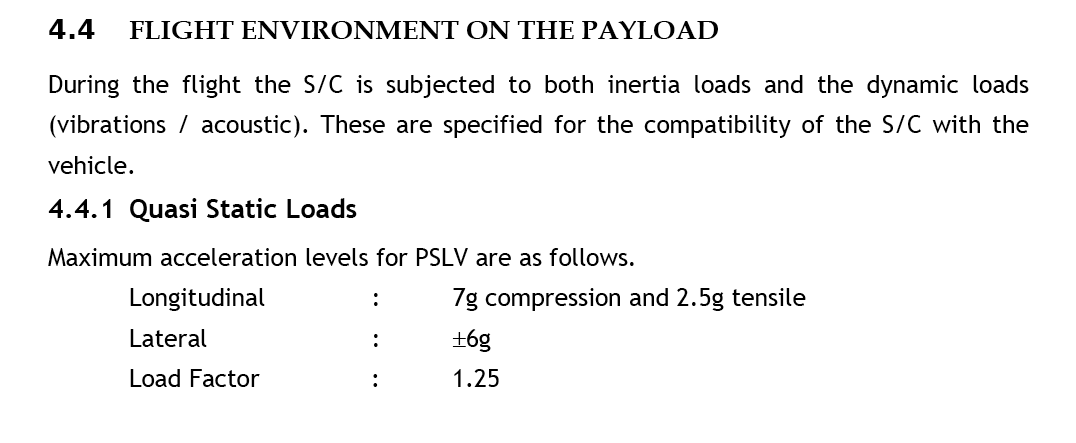 4.4 FLIGHT ENVIRONMENT ON THE PAYLOAD
During the flight the S/C is subjected to both inertia loads and the dynamic loads
(vibrations / acoustic). These are specified for the compatibility of the S/C with the
vehicle.
4.4.1 Quasi Static Loads
Maximum acceleration levels for PSLV are as follows.
Longitudinal : 7g compression and 2.5g tensile
Lateral : ±6g
Load Factor : 1.25